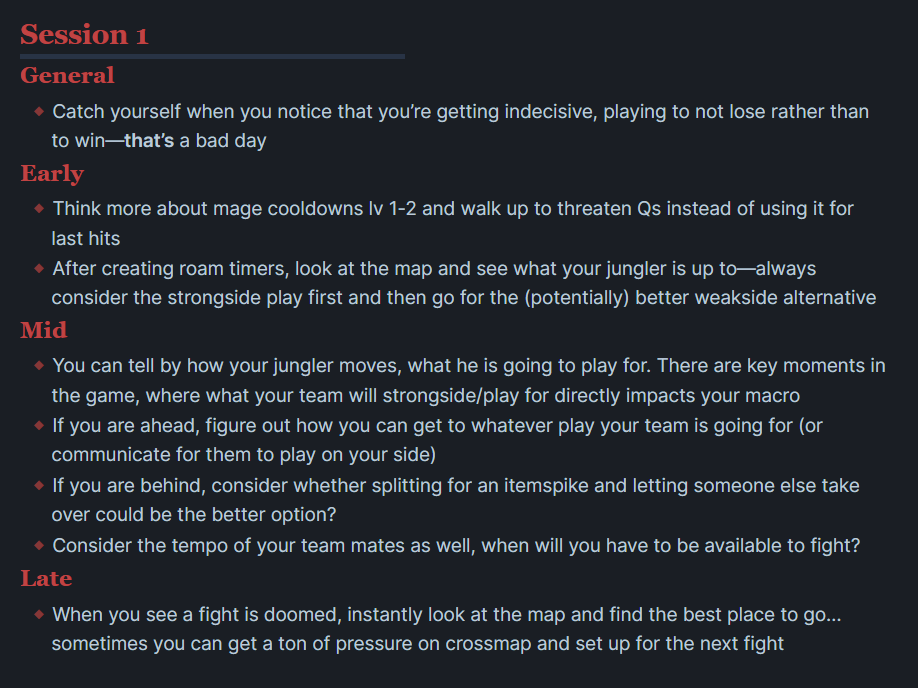 Session 1
General
Catch yourself when you notice that you’re getting indecisive, playing to not lose rather than
to win—that’s a bad day
Early
Think more about mage cooldowns lv 1-2 and walk up to threaten Qs instead of using it for
last hits
After creating roam timers, look at the map and see what your jungler is up to—always
consider the strongside play first and then go for the (potentially) better weakside alternative
Mid
You can tell by how your jungler moves, what he is going to play for. There are key moments in
the game, where what your team will strongside/play for directly impacts your macro
If you are ahead, figure out how you can get to whatever play your team is going for (or
communicate for them to play on your side)
If you are behind, consider whether splitting for an itemspike and letting someone else take
over could be the better option?
Consider the tempo of your team mates as well, when will you have to be available to fight?
Late
When you see a fight is doomed, instantly look at the map and find the best place to go...
sometimes you can get a ton of pressure on crossmap and set up for the next fight